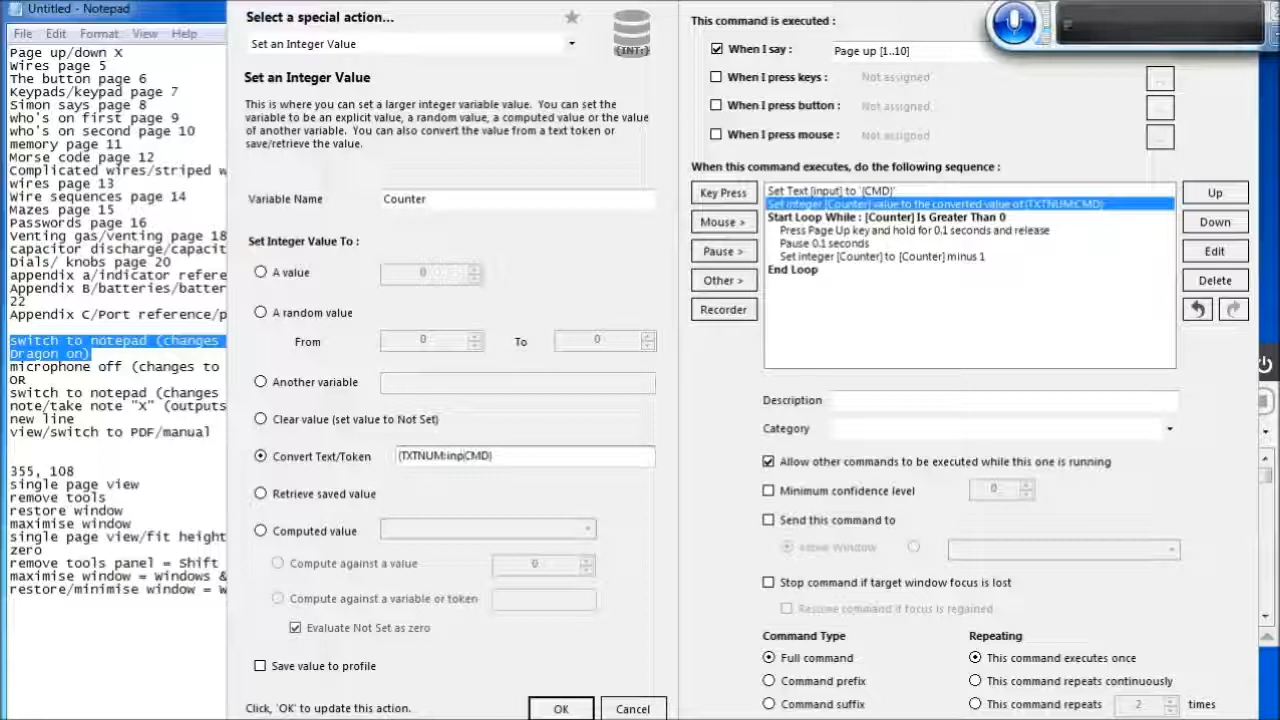 Untitled - Notepad
File Edit Format View Help
Page up/down x
Wires page 5
The button page 6
Keypads/keypad page 7
Simon says page 8
who's on first page 9
who's on second page 10
memory page 11
Morse code page 12
Complicated wires/striped w
wires page 13
Wire sequences page 14
Mazes page 15
Passwords page 16
venting gas/venting page 18
capacitor discharge/capacit
Dials/ knobs page 20
appendix a/indicator refere
Appendix B/batteries/batter
22
Appendix C/Port reference/p
switch to notepad (changes
Dragon on)
microphone off (changes to
OR
switch to notepad (changes
note/take note "X" (outputs
new line
view/switch to PDF/manual
355, 108
single page view
remove tools
restore window
maximise window
single page view/fit height
zero
remove tools panel = Shift
maximise window = windows &
restore/minimise window = w
Select a special action...
Set an Integer Value
{INT:}
Set an Integer Value
This is where you can set a larger integer variable value. You can set the
variable to be an explicit value, a random value, a computed value or the value
of another variable. You can also convert the value from a text token or
save/retrieve the value.
Variable Name Counter
Set Integer Value To :
A value 0
A random value
From 0 To 0
Another variable
Clear value (set value to Not Set)
Convert Text/Token {TXTNUM:inpCMD}
Retrieve saved value
Computed value
Compute against a value 0
Compute against a variable or token
Evaluate Not Set as zero
Save value to profile
Click, 'OK' to update this action.
OK Cancel
This command is executed :
When I say : Page up [1..10]
When I press keys : Not assigned ...
When I press button : Not assigned ...
When I press mouse : Not assigned ...
When this command executes, do the following sequence :
Key Press
Mouse >
Pause >
Other >
Recorder
Set Text [input] to '{CMD}'
Set integer [Counter] value to the converted value of {TXTNUM:CMD}
Start Loop While : [Counter] Is Greater Than 0
Press Page Up key and hold for 0.1 seconds and release
Pause 0.1 seconds
Set integer [Counter] to [Counter] minus 1
End Loop
Up
Down
Edit
Delete
Description
Category
Allow other commands to be executed while this one is running
Minimum confidence level 0
Send this command to
Active Window
Stop command if target window focus is lost
Resume command if focus is regained
Command Type
Full command
Command prefix
Command suffix
Repeating
This command executes once
This command repeats continuously
This command repeats 2 times